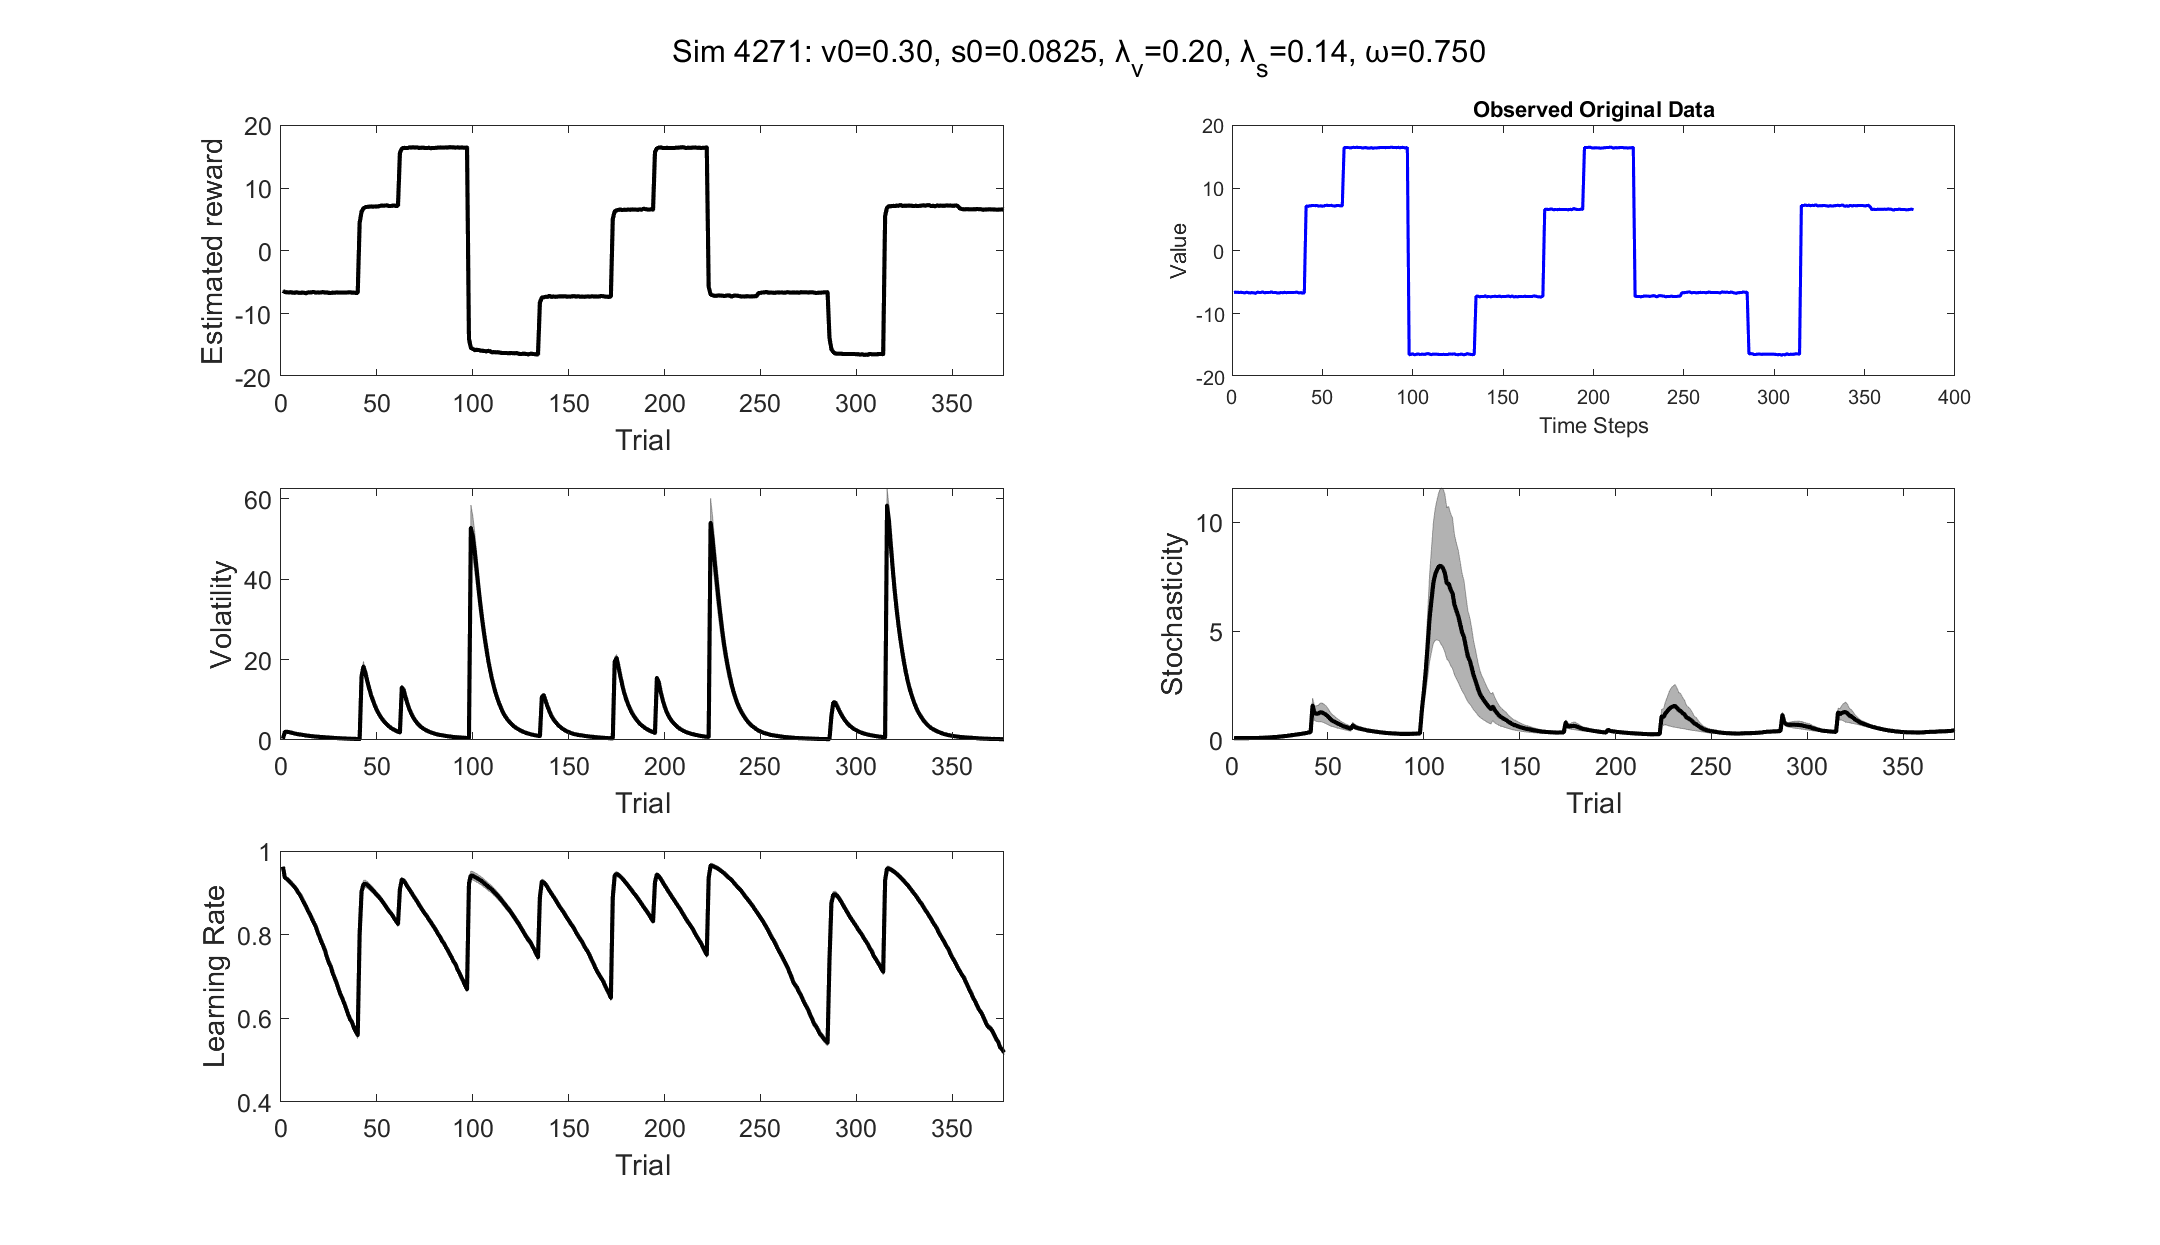 Sim 4271: v0=0.30, s0=0.0825, λ_v=0.20, λ_s=0.14, ω=0.750
20
10
0
-10
-20
Estimated reward
0 50 100 150 200 250 300 350
Trial
Observed Original Data
20
10
0
-10
-20
Value
0 50 100 150 200 250 300 350 400
Time Steps
60
40
20
0
Volatility
0 50 100 150 200 250 300 350
Trial
10
5
0
Stochasticity
0 50 100 150 200 250 300 350
Trial
1
0.8
0.6
0.4
Learning Rate
0 50 100 150 200 250 300 350
Trial